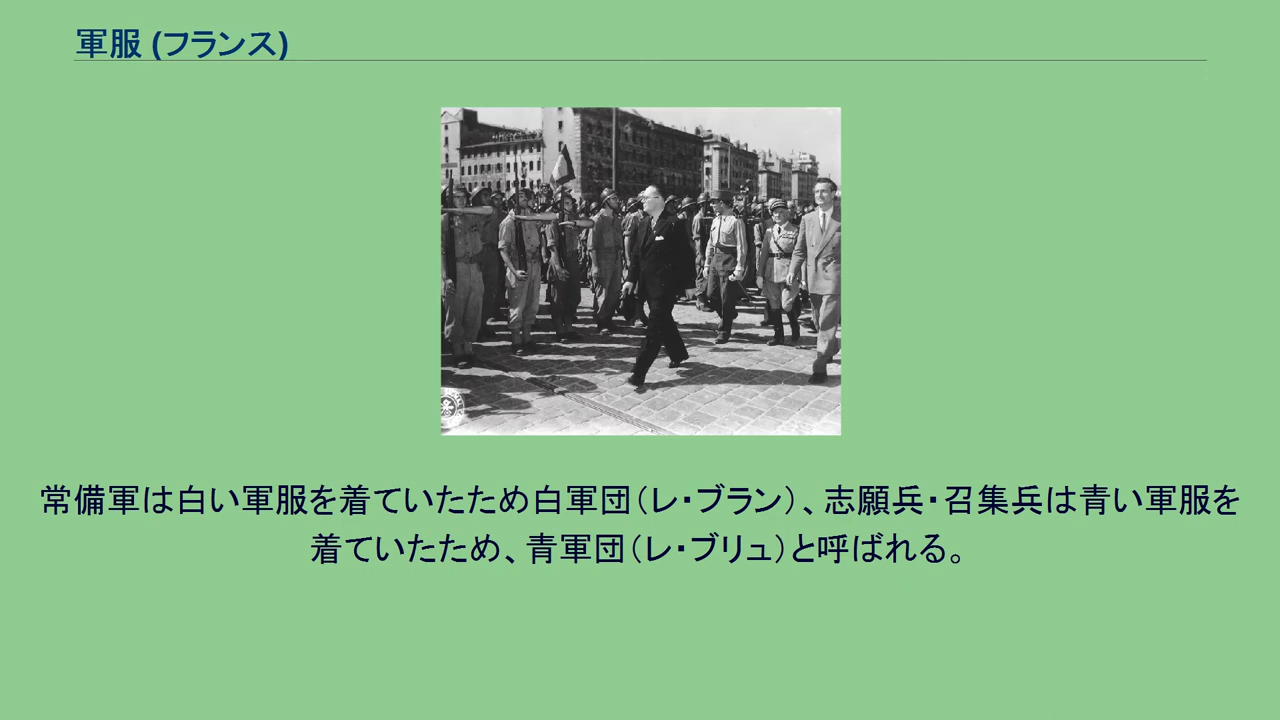 軍服 (フランス)
常備軍は白い軍服を着ていたため白軍団（レ・ブラン）、志願兵・召集兵は青い軍服を
着ていたため、青軍団（レ・ブリュ）と呼ばれる。